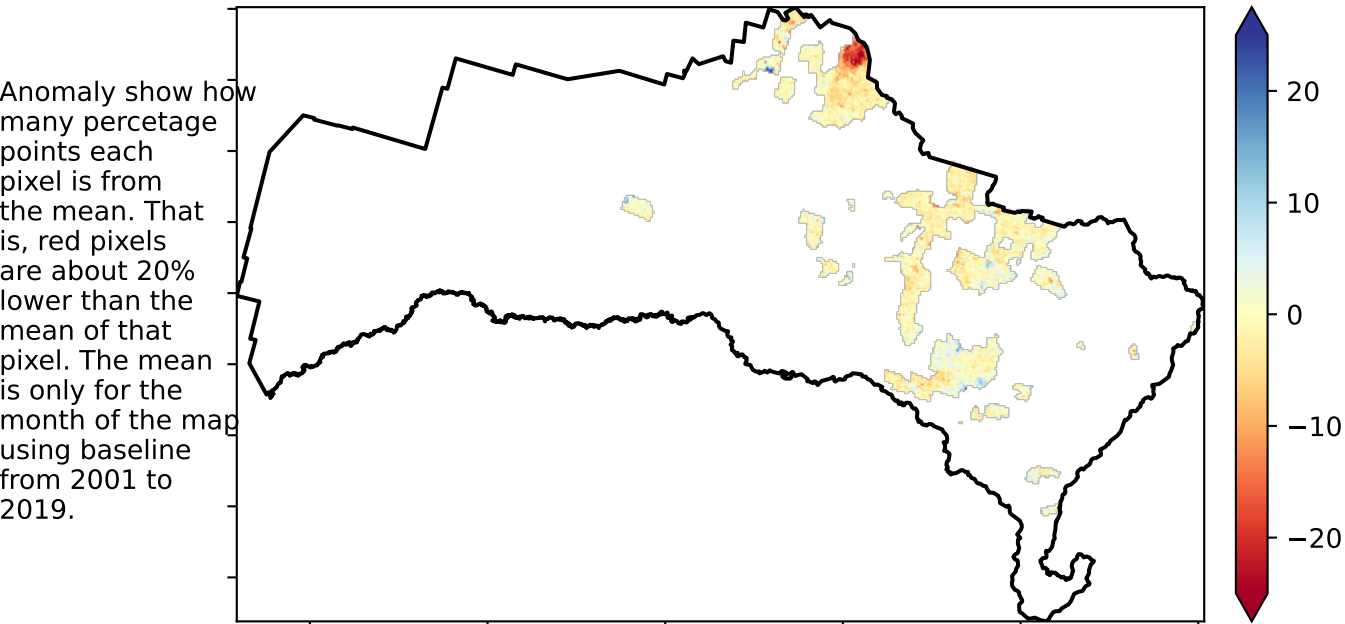 Anomaly show how
many percetage
points each
pixel is from
the mean. That
is, red pixels
are about 20%
lower than the
mean of that
pixel. The mean
is only for the
month of the map
using baseline
from 2001 to
2019.
20
10
0
−10
−20